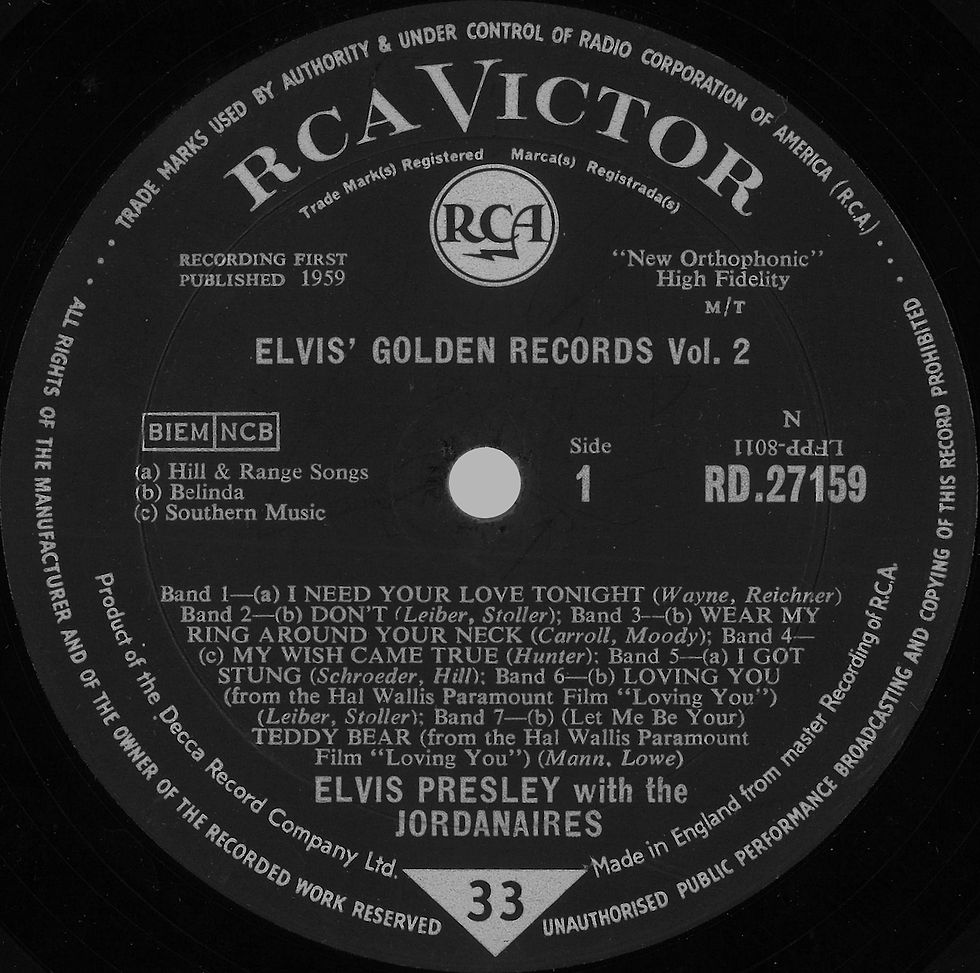 TRADE MARKS USED BY AUTHORITY & UNDER CONTROL OF RADIO CORPORATION OF AMERICA (R.C.A.)
RCA VICTOR
Trade Mark(s) Registered Marca(s) Registrada(s)
RCA
RECORDING FIRST
PUBLISHED 1959
"New Orthophonic"
High Fidelity
M/T
ELVIS' GOLDEN RECORDS Vol. 2
BIEM NCB
(a) Hill & Range Songs
(b) Belinda
(c) Southern Music
Side
1
N
LFPP-8011
RD.27159
Band 1—(a) I NEED YOUR LOVE TONIGHT (Wayne, Reichner)
Band 2—(b) DON'T (Leiber, Stoller); Band 3—(b) WEAR MY
RING AROUND YOUR NECK (Carroll, Moody); Band 4—
(c) MY WISH CAME TRUE (Hunter); Band 5—(a) I GOT
STUNG (Schroeder, Hill); Band 6—(b) LOVING YOU
(from the Hal Wallis Paramount Film "Loving You")
(Leiber, Stoller); Band 7—(b) (Let Me Be Your)
TEDDY BEAR (from the Hal Wallis Paramount
Film "Loving You") (Mann, Lowe)
ELVIS PRESLEY with the
JORDANAIRES
Product of the Decca Record Company Ltd.
Made in England from master Recording of R.C.A.
33
ALL RIGHTS OF THE MANUFACTURER AND OF THE OWNER OF THE RECORDED WORK RESERVED
UNAUTHORISED PUBLIC PERFORMANCE BROADCASTING AND COPYING OF THIS RECORD PROHIBITED